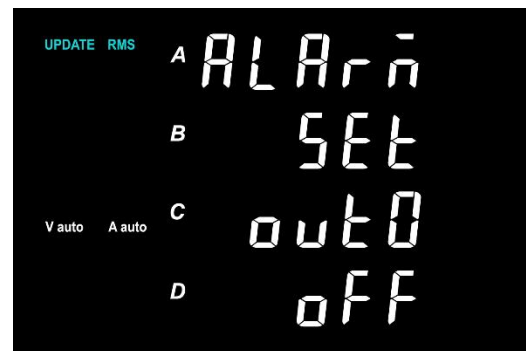 UPDATE RMS
A ALArm
B SEt
C out0
V auto A auto
D oFF